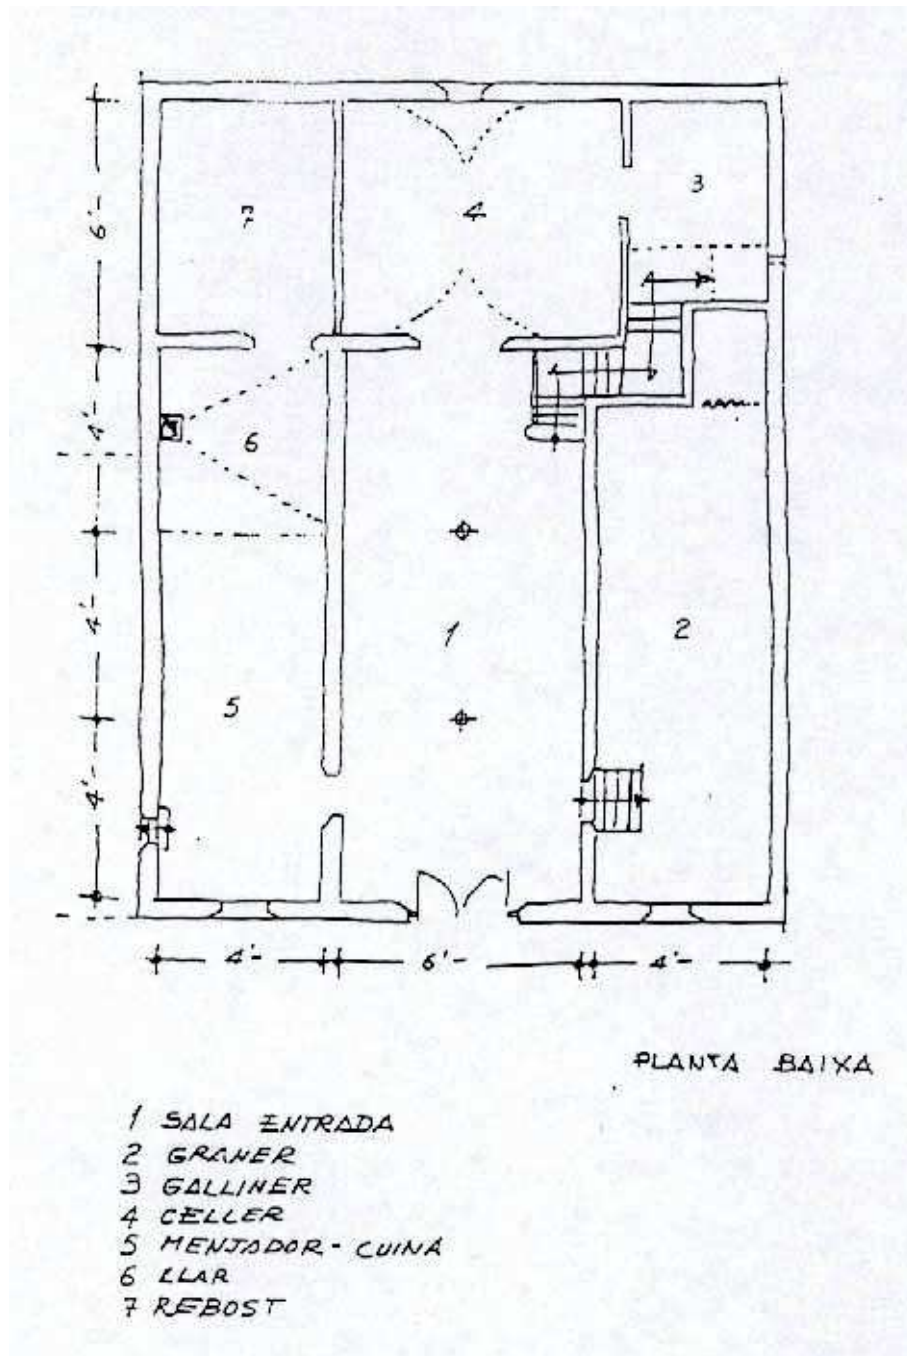 6'-
7
4
3
4'-
6
4'-
1
2
5
4'-
4'-
6'-
4'-
PLANTA BAIXA
1 SALA ENTRADA
2 GRANER
3 GALLINER
4 CELLER
5 MENJADOR - CUINA
6 LLAR
7 REBOST